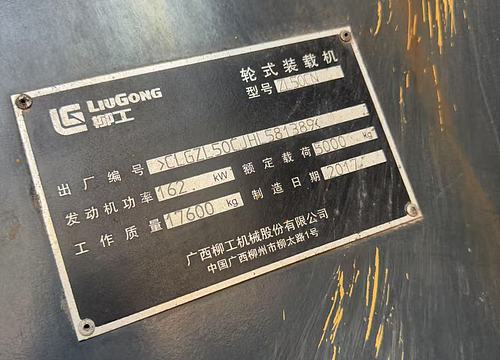 LIUGONG
柳工
轮式装载机
型号 ZL50CN
出厂编号 >CLGZL50CJHL581389<
发动机功率 162. kW 额定载荷 5000 kg
工作质量 17600 kg 制造日期 2017.
广西柳工机械股份有限公司
中国广西柳州市柳太路1号